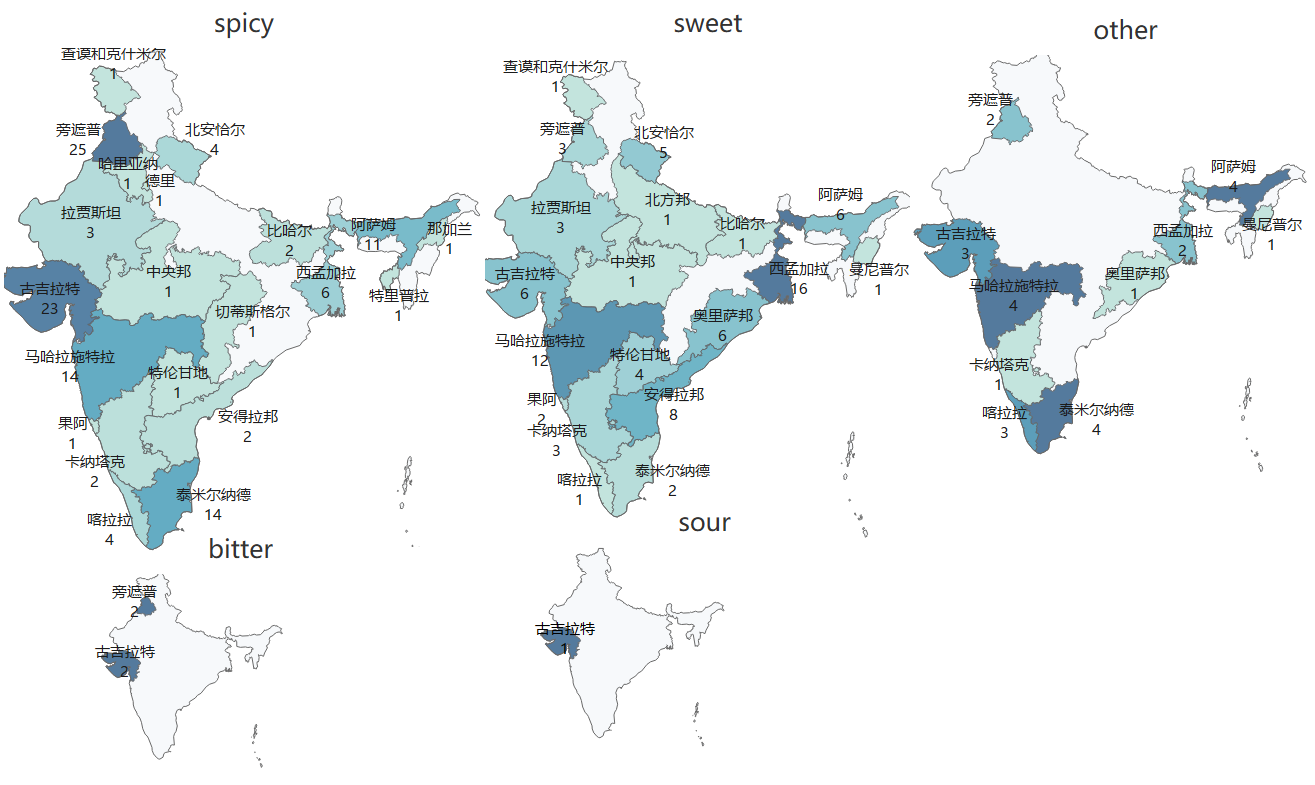 spicy
查谟和克什米尔
1
旁遮普
25
北安恰尔
4
哈里亚纳
1
德里
1
拉贾斯坦
3
比哈尔
2
阿萨姆
11
那加兰
1
古吉拉特
23
中央邦
1
西孟加拉
6
特里普拉
1
切蒂斯格尔
1
马哈拉施特拉
14
特伦甘地
1
果阿
1
安得拉邦
2
卡纳塔克
2
泰米尔纳德
14
喀拉拉
4
sweet
查谟和克什米尔
1
旁遮普
3
北安恰尔
5
拉贾斯坦
3
北方邦
1
比哈尔
1
阿萨姆
6
古吉拉特
6
中央邦
1
西孟加拉
16
曼尼普尔
1
奥里萨邦
6
马哈拉施特拉
12
特伦甘地
4
果阿
2
安得拉邦
8
卡纳塔克
3
喀拉拉
1
泰米尔纳德
2
other
旁遮普
2
阿萨姆
4
古吉拉特
3
西孟加拉
2
曼尼普尔
1
马哈拉施特拉
4
奥里萨邦
1
卡纳塔克
1
喀拉拉
3
泰米尔纳德
4
bitter
旁遮普
2
古吉拉特
2
sour
古吉拉特
1